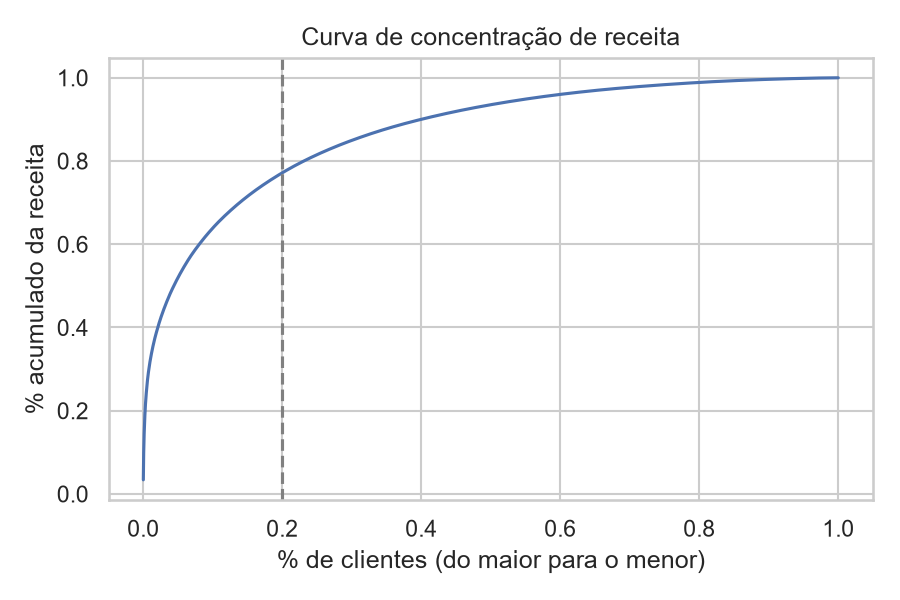 Curva de concentração de receita
% acumulado da receita
1.0
0.8
0.6
0.4
0.2
0.0
0.0 0.2 0.4 0.6 0.8 1.0
% de clientes (do maior para o menor)